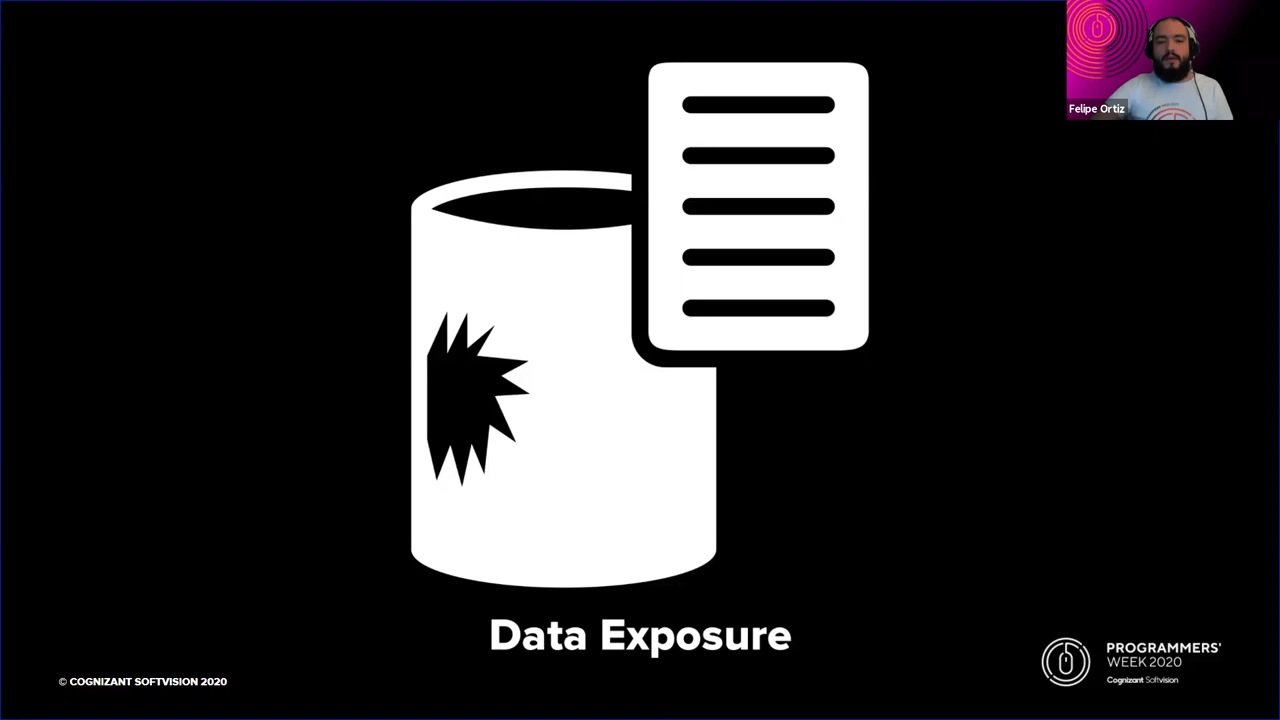 Felipe Ortiz
Data Exposure
© COGNIZANT SOFTVISION 2020
PROGRAMMERS'
WEEK 2020
Cognizant Softvision